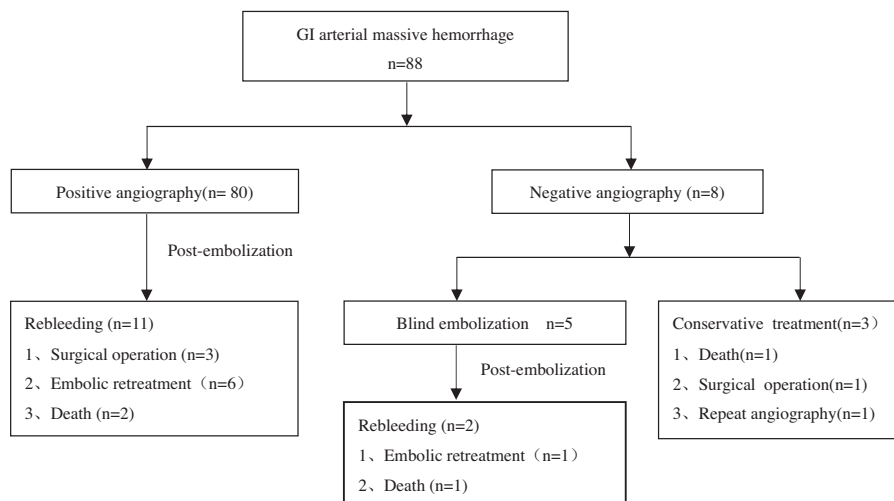 GI arterial massive hemorrhage
n=88
Positive angiography(n= 80)
Negative angiography (n=8)
Post-embolization
Rebleeding (n=11)
1、Surgical operation (n=3)
2、Embolic retreatment（n=6）
3、Death (n=2)
Blind embolization n=5
Conservative treatment(n=3）
1、Death(n=1)
2、Surgical operation(n=1)
3、Repeat angiography(n=1)
Post-embolization
Rebleeding (n=2)
1、Embolic retreatment（n=1）
2、Death (n=1)